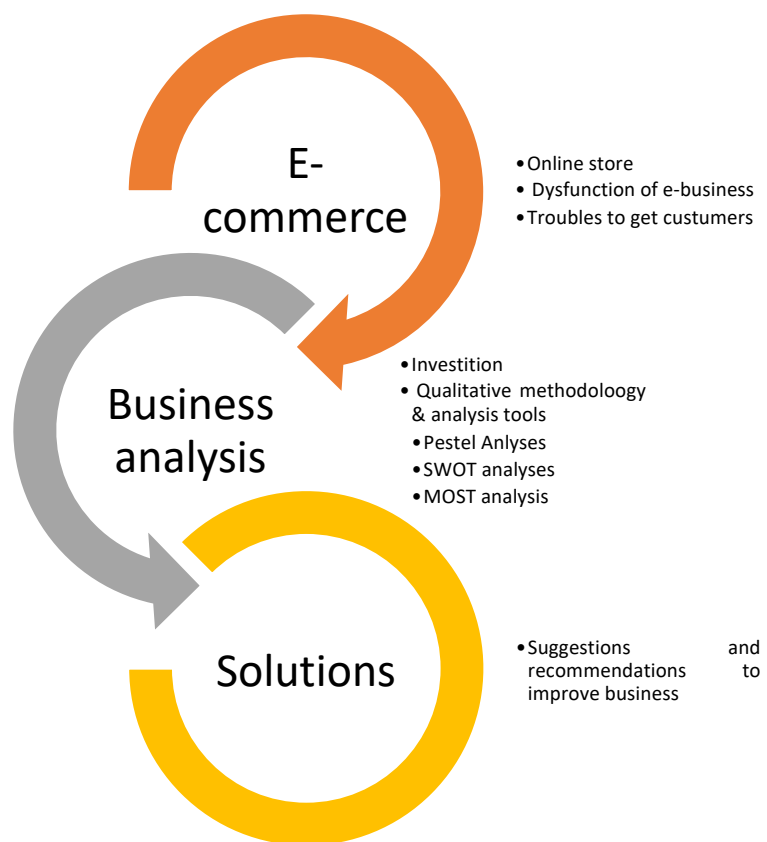 E-
commerce
•Online store
• Dysfunction of e-business
•Troubles to get custumers
Business
analysis
•Investition
• Qualitative methodoloogy
& analysis tools
•Pestel Anlyses
•SWOT analyses
•MOST analysis
Solutions
•Suggestions and
recommendations to
improve business